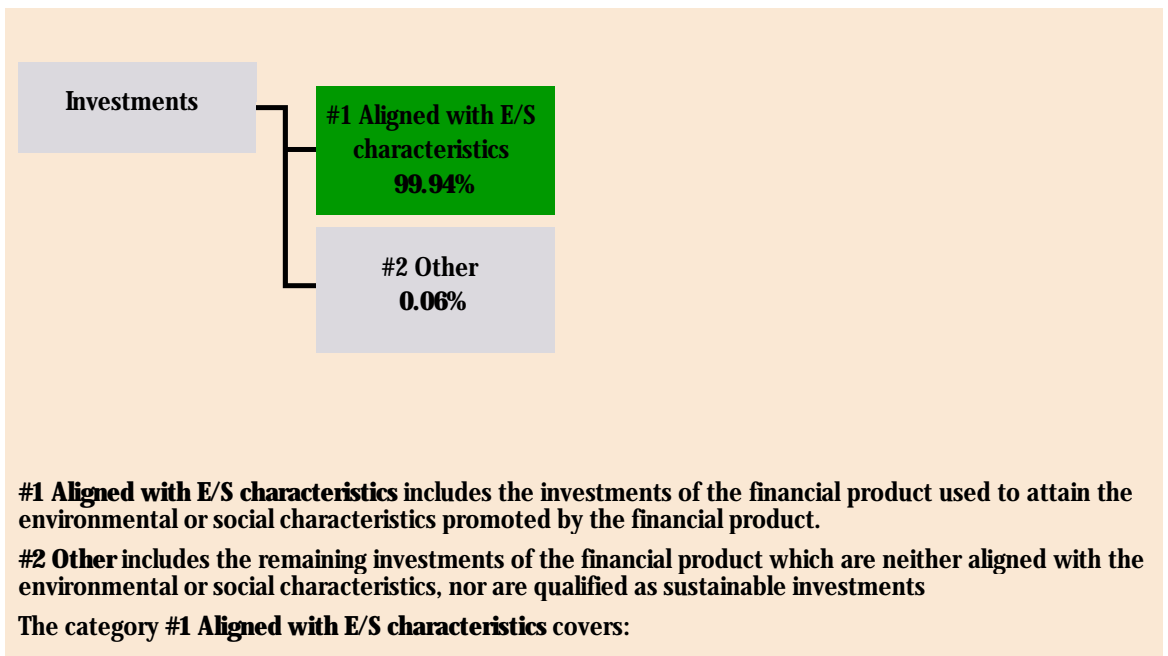 Investments
#1 Aligned with E/S
characteristics
99.94%
#2 Other
0.06%
#1 Aligned with E/S characteristics includes the investments of the financial product used to attain the
environmental or social characteristics promoted by the financial product.
#2 Other includes the remaining investments of the financial product which are neither aligned with the
environmental or social characteristics, nor are qualified as sustainable investments
The category #1 Aligned with E/S characteristics covers: